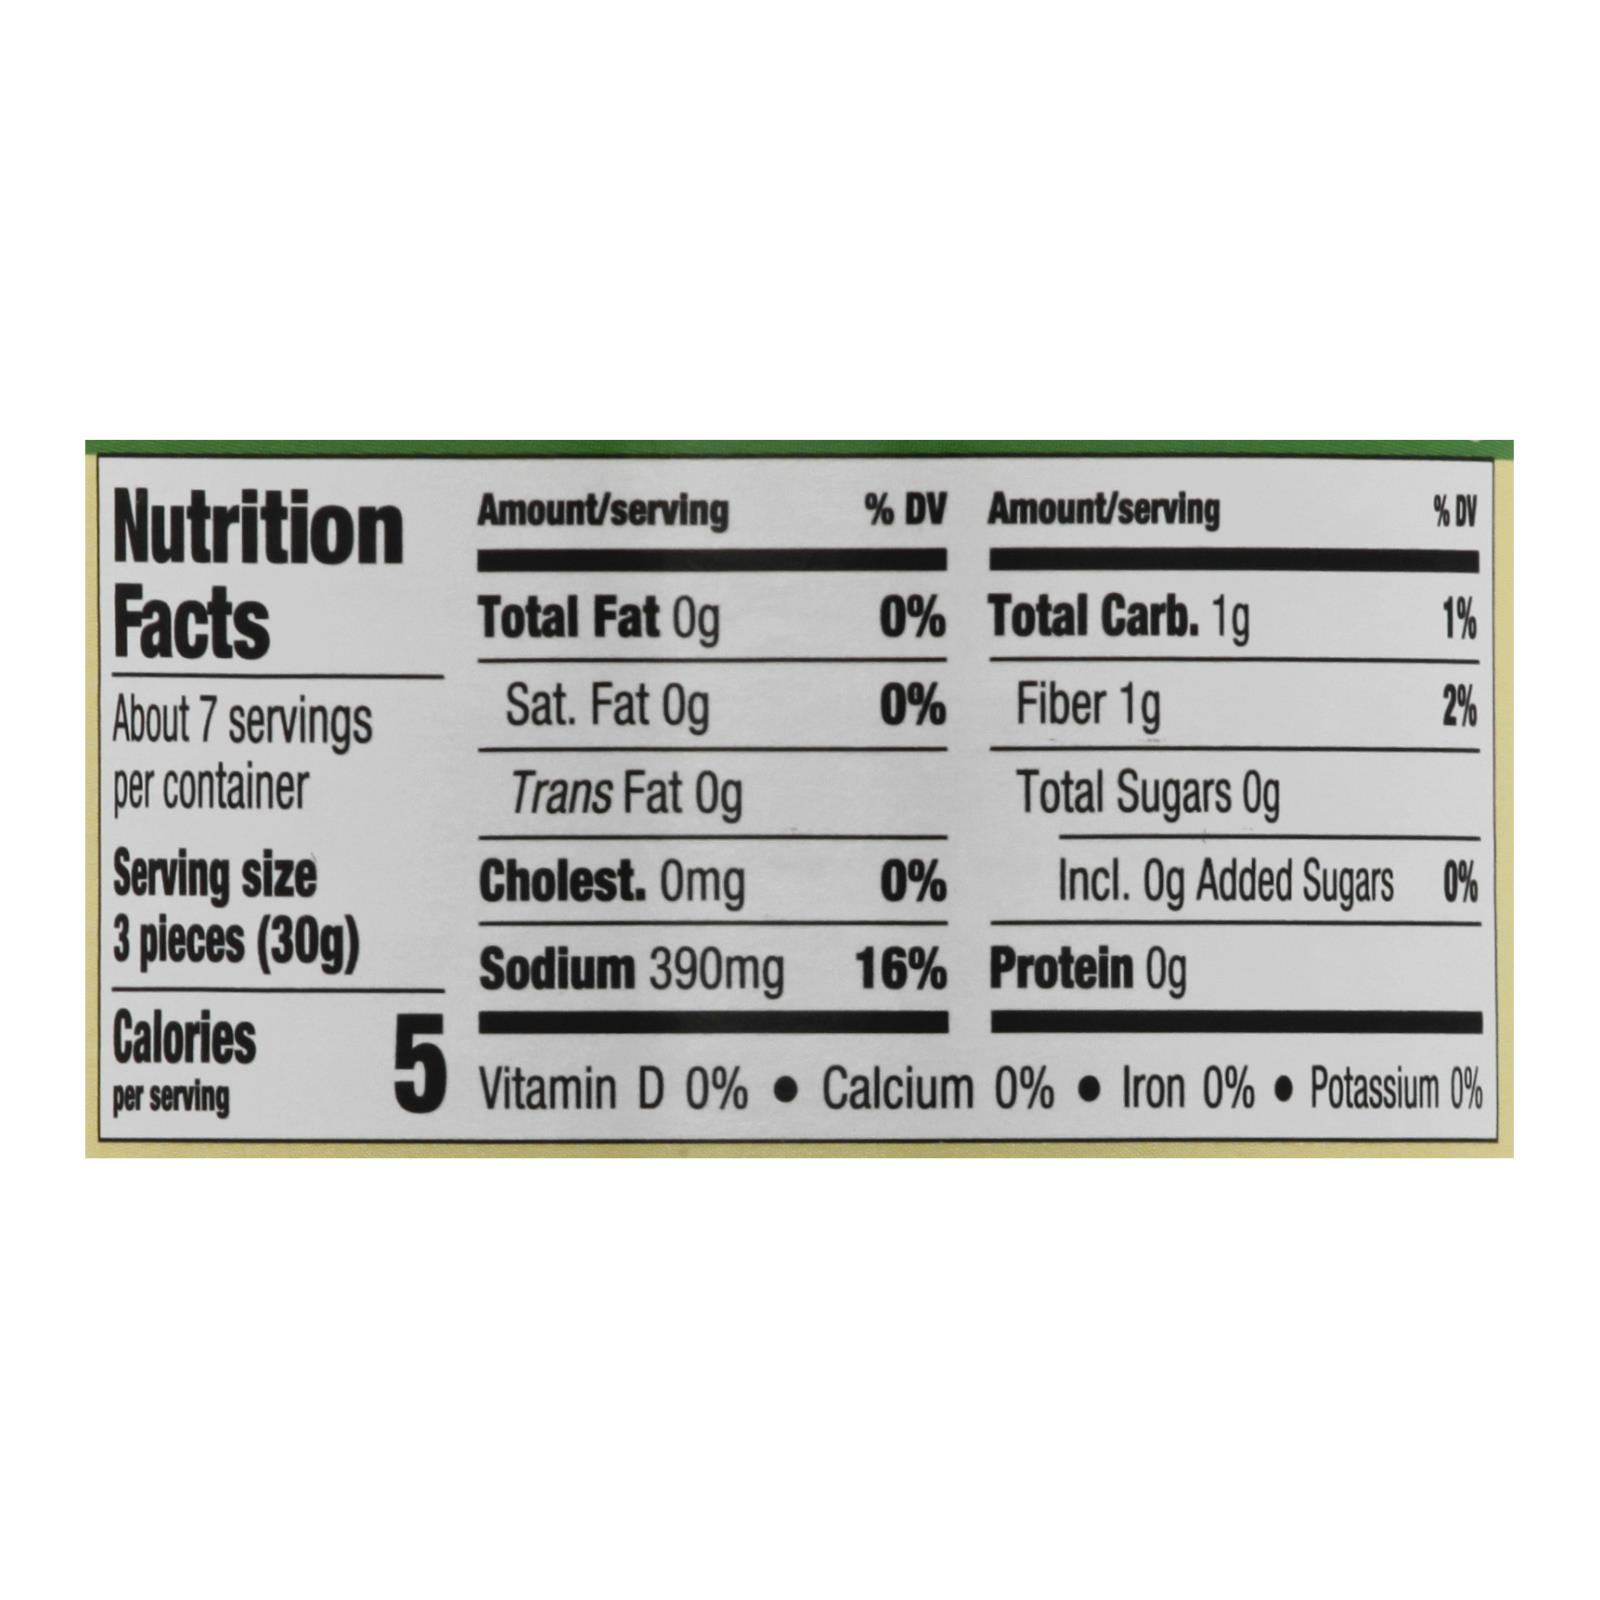 Nutrition
Facts
About 7 servings
per container
Serving size
3 pieces (30g)
Calories 5
per serving
Amount/serving % DV
Total Fat 0g 0%
Sat. Fat 0g 0%
Trans Fat 0g
Cholest. 0mg 0%
Sodium 390mg 16%
Amount/serving % DV
Total Carb. 1g 1%
Fiber 1g 2%
Total Sugars 0g
Incl. 0g Added Sugars 0%
Protein 0g
Vitamin D 0% • Calcium 0% • Iron 0% • Potassium 0%